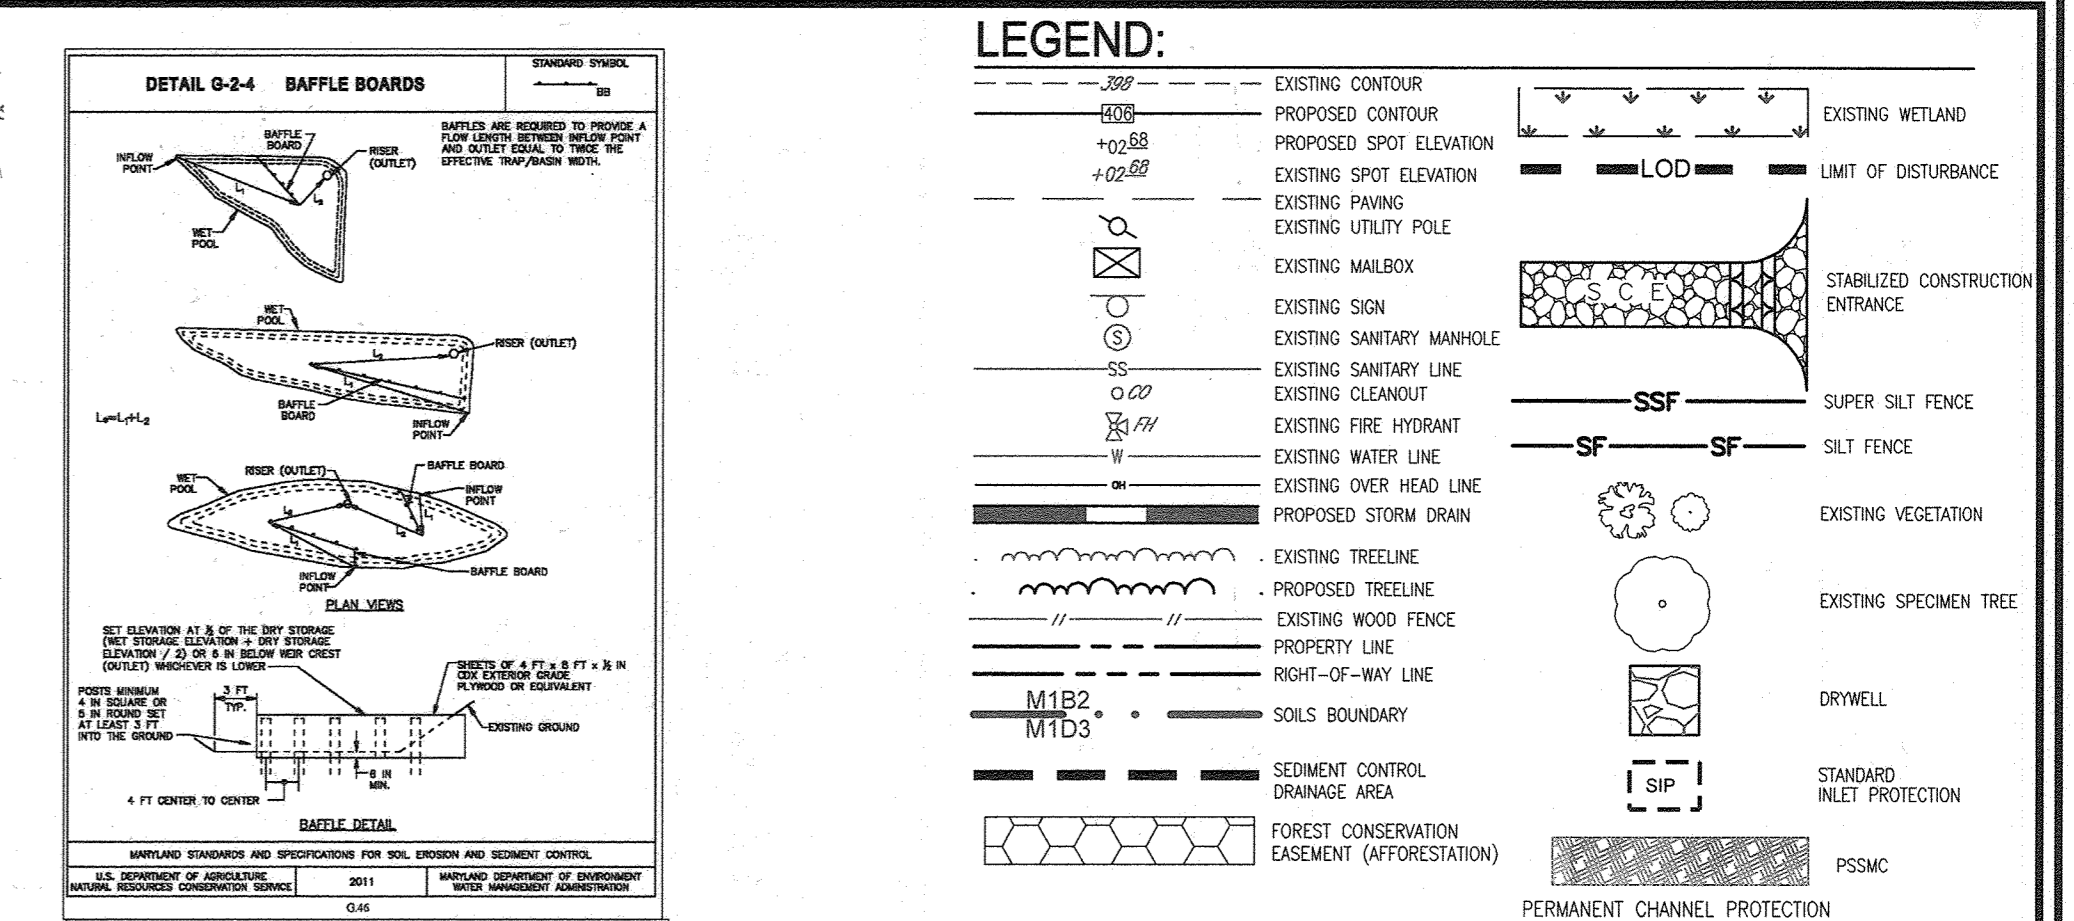 DETAIL G-2-4 BAFFLE BOARDS
STANDARD SYMBOL
BB
BAFFLES ARE REQUIRED TO PROVIDE A
FLOW LENGTH BETWEEN INFLOW POINT
AND OUTLET EQUAL TO TWICE THE
EFFECTIVE TRAP/BASIN WIDTH.
BAFFLE
BOARD
INFLOW
POINT
RISER
(OUTLET)
L1
L2
WET
POOL
WET
POOL
RISER (OUTLET)
L2
L1
BAFFLE
BOARD
INFLOW
POINT
Le=L1+L2
RISER (OUTLET)
BAFFLE BOARD
WET
POOL
INFLOW
POINT
L2
L1
L1
L2
INFLOW
POINT
BAFFLE BOARD
PLAN VIEWS
SET ELEVATION AT ½ OF THE DRY STORAGE
(WET STORAGE ELEVATION + DRY STORAGE
ELEVATION / 2) OR 6 IN BELOW WEIR CREST
(OUTLET) WHICHEVER IS LOWER
SHEETS OF 4 FT x 8 FT x ½ IN
CDX EXTERIOR GRADE
PLYWOOD OR EQUIVALENT
POSTS MINIMUM
4 IN SQUARE OR
5 IN ROUND SET
AT LEAST 3 FT
INTO THE GROUND
3 FT
TYP.
EXISTING GROUND
6 IN
MIN.
4 FT CENTER TO CENTER
BAFFLE DETAIL
MARYLAND STANDARDS AND SPECIFICATIONS FOR SOIL EROSION AND SEDIMENT CONTROL
U.S. DEPARTMENT OF AGRICULTURE
NATURAL RESOURCES CONSERVATION SERVICE
2011
MARYLAND DEPARTMENT OF ENVIRONMENT
WATER MANAGEMENT ADMINISTRATION
G.46
LEGEND:
398 EXISTING CONTOUR
406 PROPOSED CONTOUR
+02 68 PROPOSED SPOT ELEVATION
+02 68 EXISTING SPOT ELEVATION
EXISTING PAVING
EXISTING UTILITY POLE
EXISTING MAILBOX
EXISTING SIGN
S EXISTING SANITARY MANHOLE
SS EXISTING SANITARY LINE
CO EXISTING CLEANOUT
FH EXISTING FIRE HYDRANT
W EXISTING WATER LINE
OH EXISTING OVER HEAD LINE
PROPOSED STORM DRAIN
EXISTING TREELINE
PROPOSED TREELINE
EXISTING WOOD FENCE
PROPERTY LINE
RIGHT-OF-WAY LINE
M1B2
M1D3
SOILS BOUNDARY
SEDIMENT CONTROL
DRAINAGE AREA
FOREST CONSERVATION
EASEMENT (AFFORESTATION)
EXISTING WETLAND
LOD LIMIT OF DISTURBANCE
S C E
STABILIZED CONSTRUCTION
ENTRANCE
SSF SUPER SILT FENCE
SF SF SILT FENCE
EXISTING VEGETATION
EXISTING SPECIMEN TREE
DRYWELL
SIP
STANDARD
INLET PROTECTION
PSSMC
PERMANENT CHANNEL PROTECTION